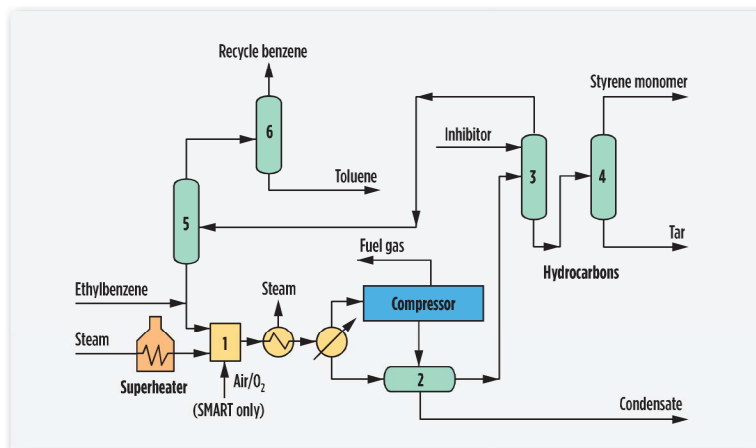 Recycle benzene
Styrene monomer
6
Inhibitor
3
4
Toluene
5
Fuel gas
Tar
Hydrocarbons
Ethylbenzene
Steam
Compressor
Steam
1
2
Superheater
Air/O₂
(SMART only)
Condensate